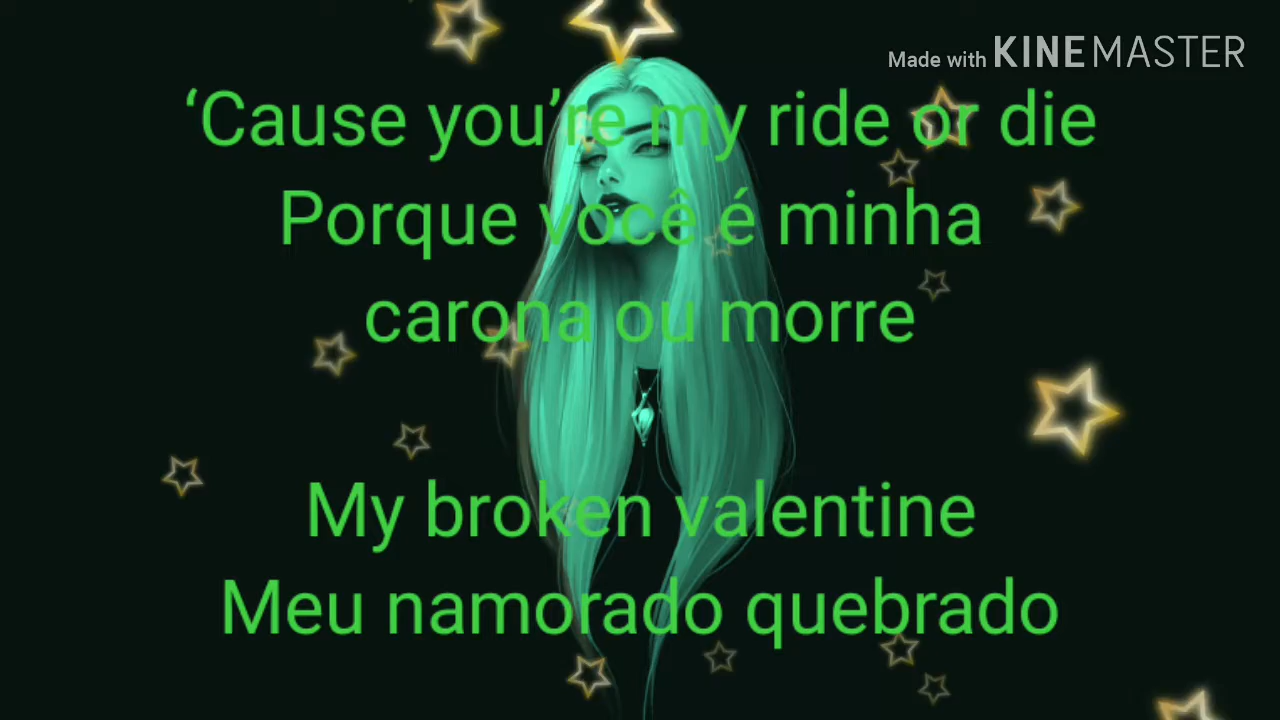 Made with KINEMASTER
‘Cause you’re my ride or die
Porque você é minha
carona ou morre
My broken valentine
Meu namorado quebrado